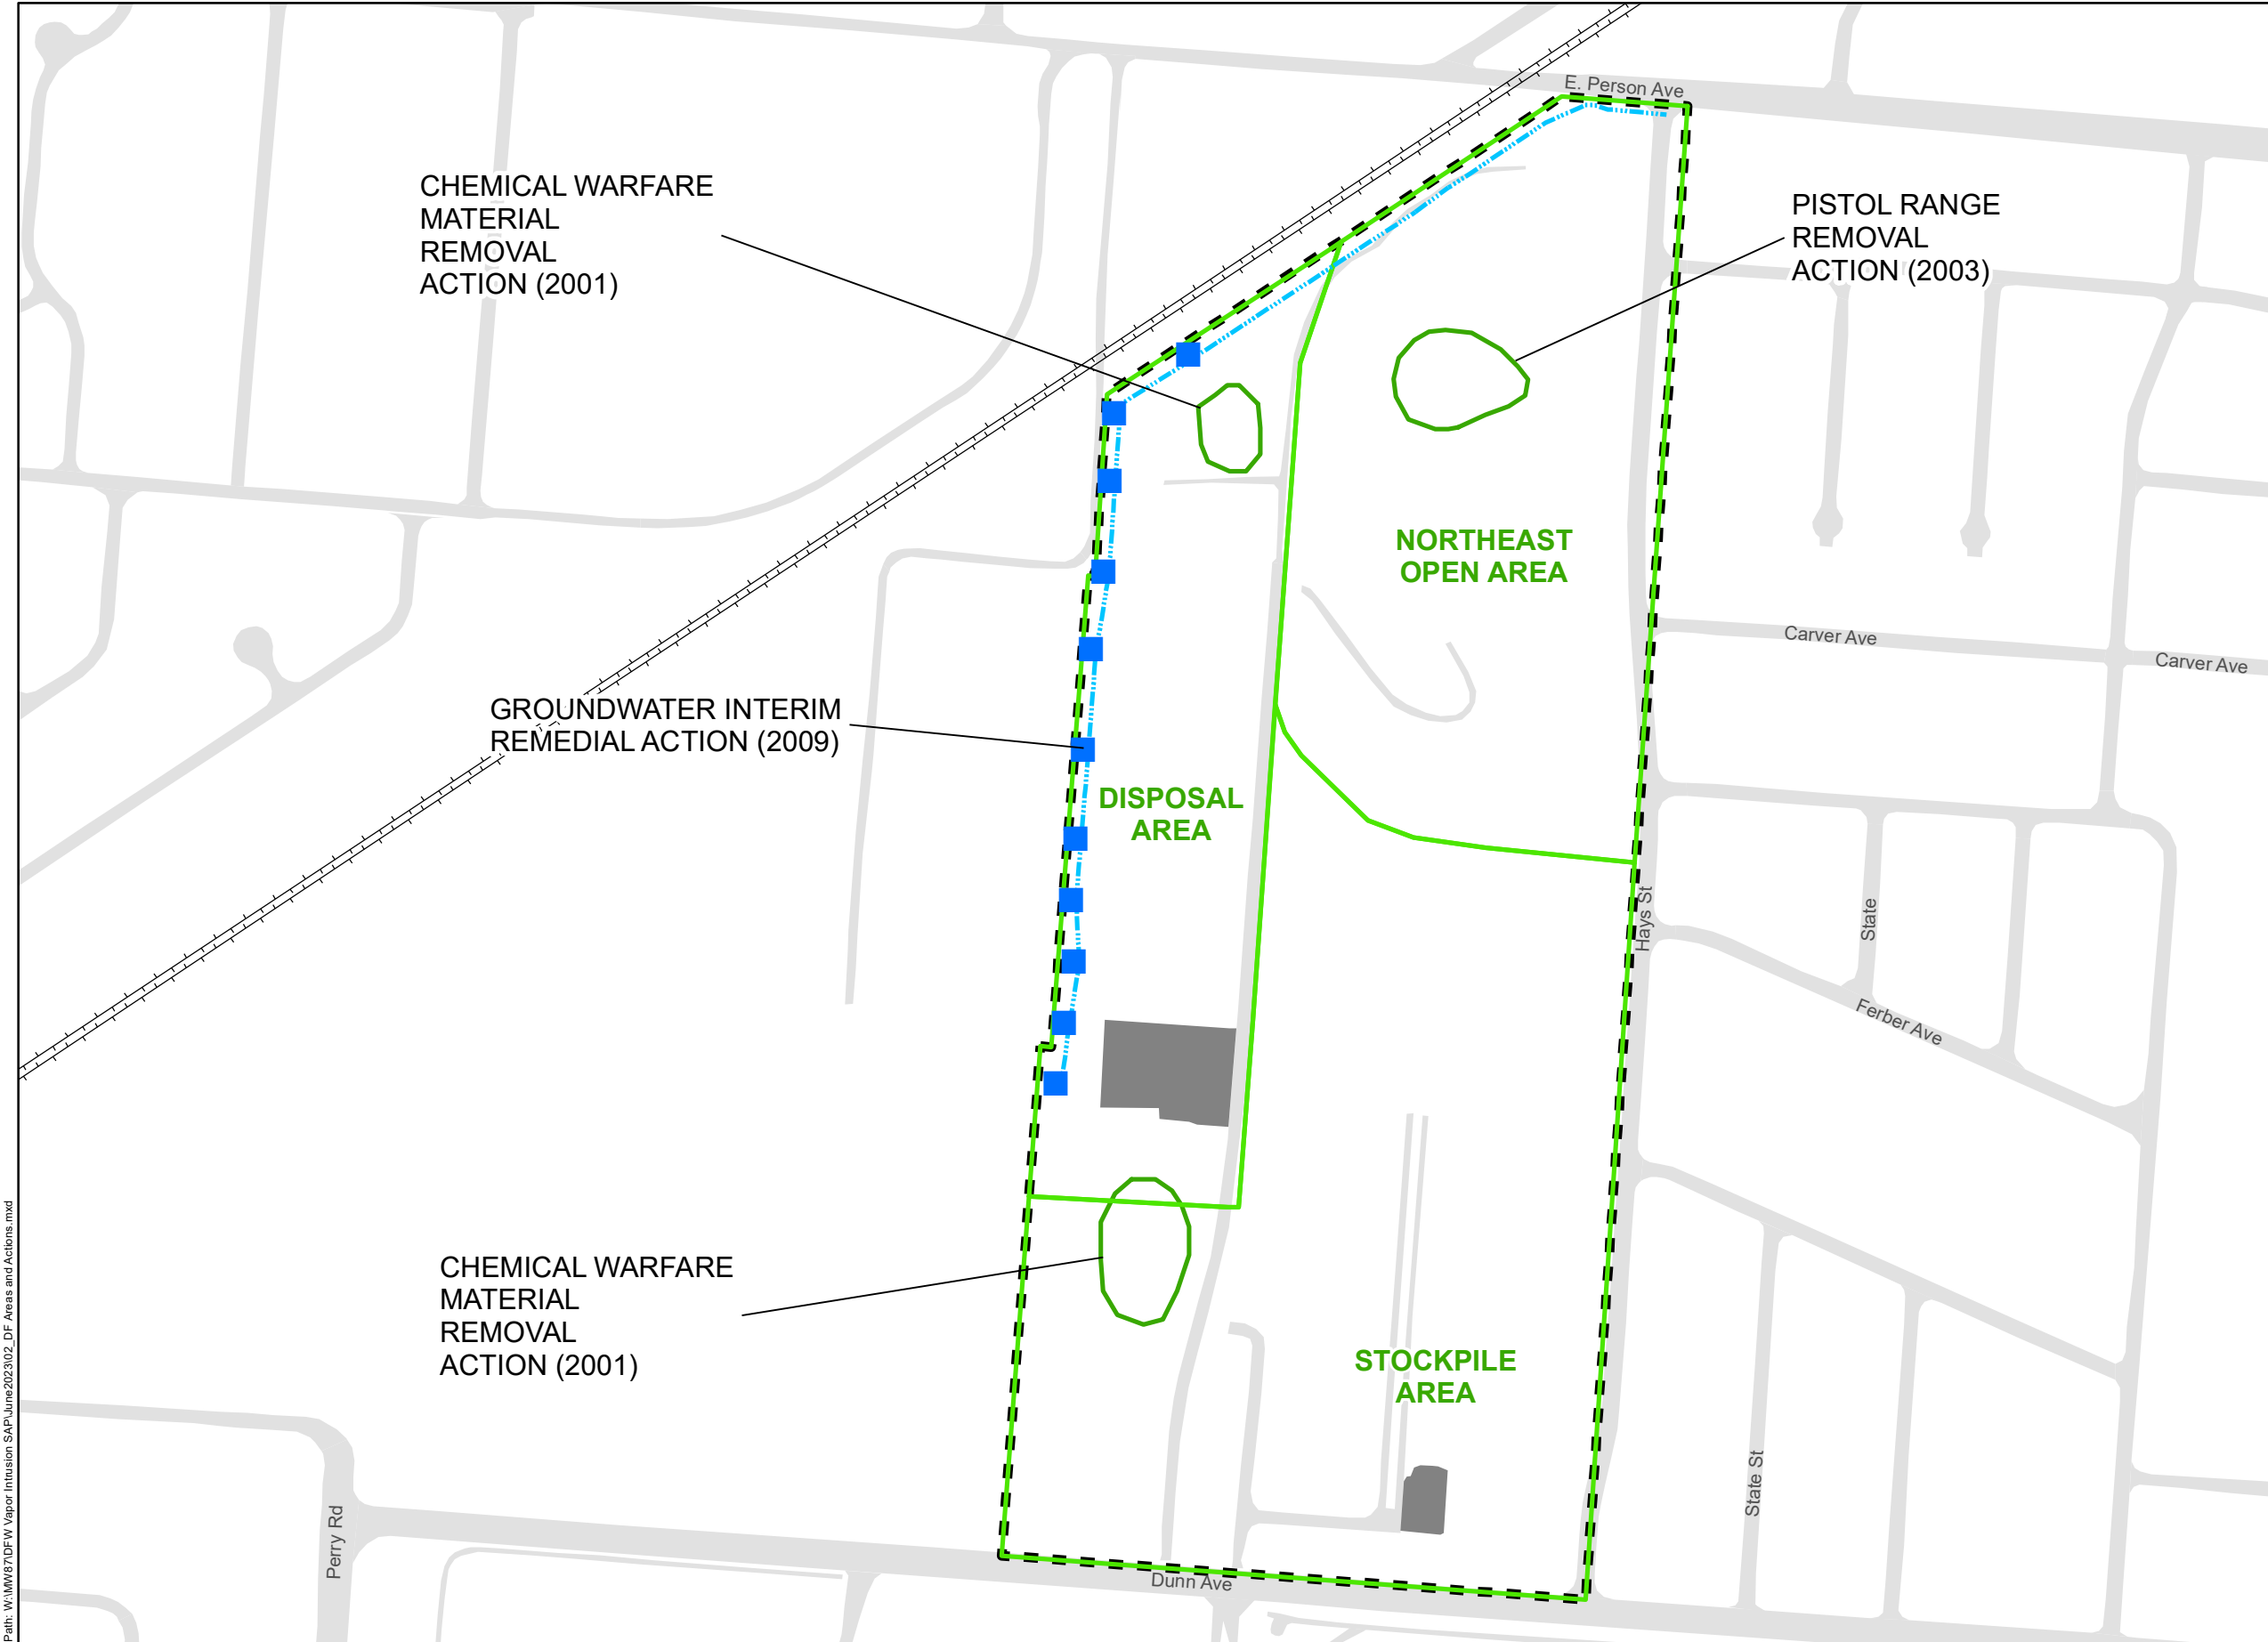 E. Person Ave
CHEMICAL WARFARE
MATERIAL
REMOVAL
ACTION (2001)
PISTOL RANGE
REMOVAL
ACTION (2003)
NORTHEAST
OPEN AREA
Carver Ave
Carver Ave
GROUNDWATER INTERIM
REMEDIAL ACTION (2009)
DISPOSAL
AREA
Hays St
State
Ferber Ave
CHEMICAL WARFARE
MATERIAL
REMOVAL
ACTION (2001)
STOCKPILE
AREA
State St
Perry Rd
Dunn Ave
Path: W:\MW87\DFW Vapor Intrusion SAP\June2023\02_DF Areas and Actions.mxd